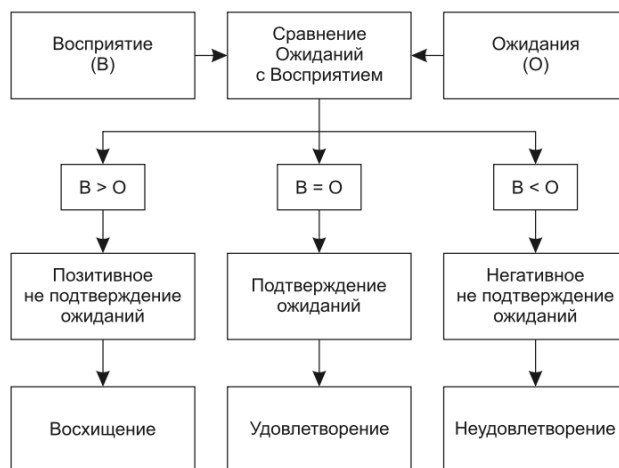 Восприятие
(В)
Сравнение
Ожиданий
с Восприятием
Ожидания
(О)
В > О
В = О
В < О
Позитивное
не подтверждение
ожиданий
Подтверждение
ожиданий
Негативное
не подтверждение
ожиданий
Восхищение
Удовлетворение
Неудовлетворение